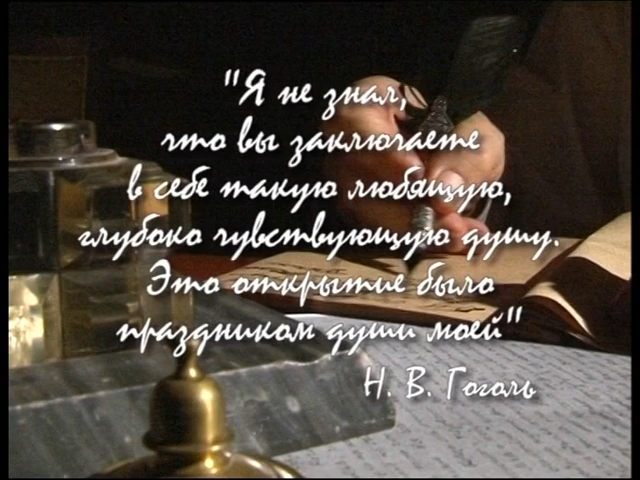 "Я не знал,
что вы заключаете
в себе такую любящую,
глубоко чувствующую душу.
Это открытие было
праздником души моей"
Н. В. Гоголь